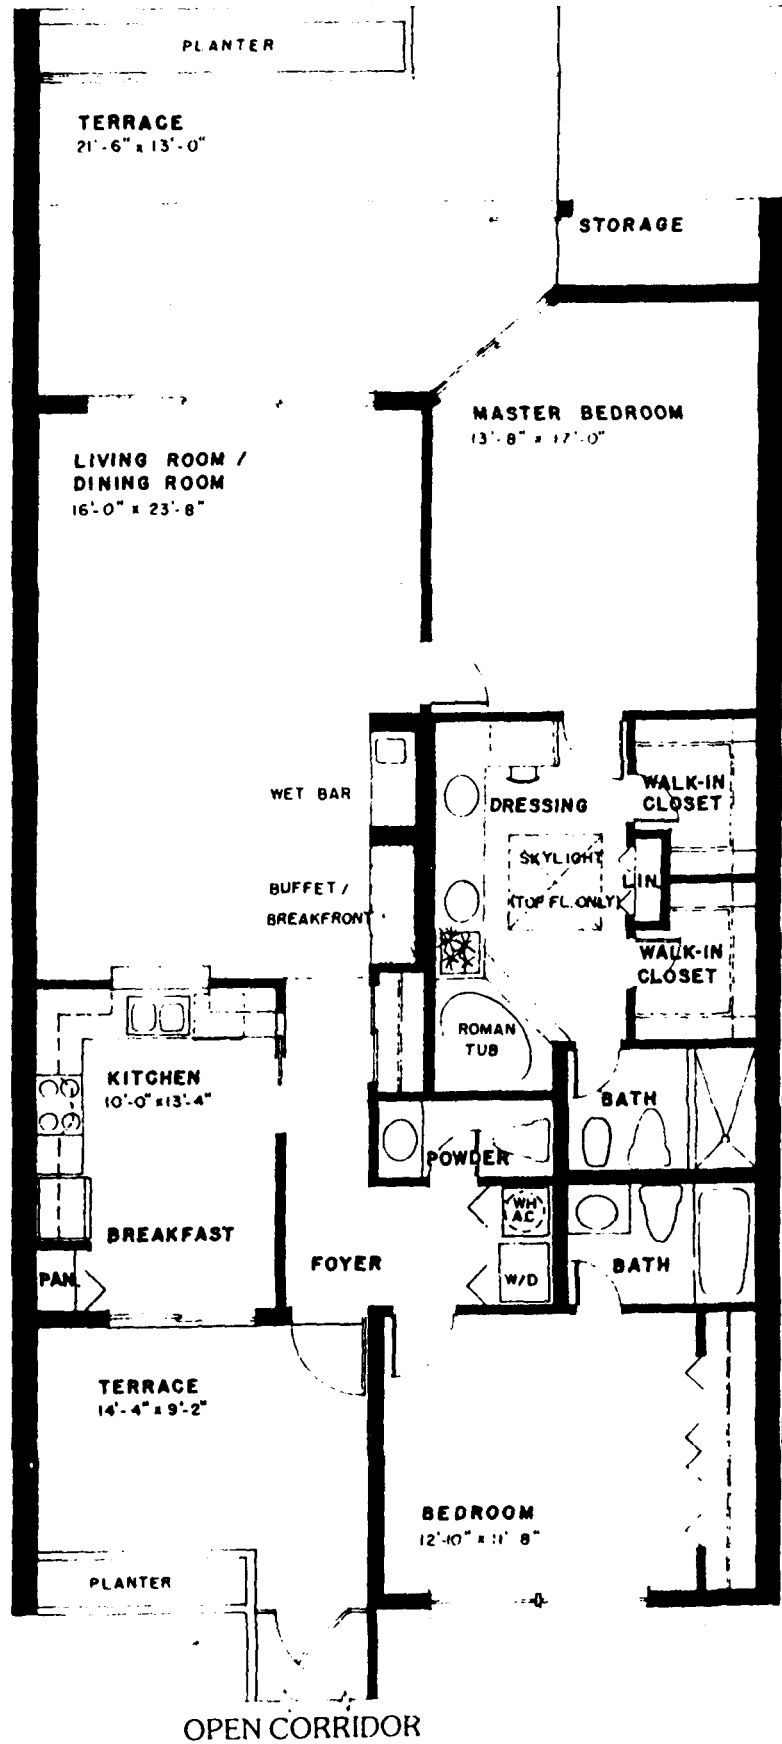 PLANTER
TERRACE
21'-6" x 13'-0"
STORAGE
MASTER BEDROOM
13'-8" x 17'-0"
LIVING ROOM /
DINING ROOM
16'-0" x 23'-8"
WET BAR
DRESSING
WALK-IN
CLOSET
SKYLIGHT
(TOP FL. ONLY)
LIN.
BUFFET /
BREAKFRONT
WALK-IN
CLOSET
ROMAN
TUB
KITCHEN
10'-0" x 13'-4"
BATH
POWDER
WH
A.C.
BREAKFAST
FOYER
BATH
PAN.
W/D
TERRACE
14'-4" x 9'-2"
BEDROOM
12'-10" x 11' 8"
PLANTER
OPEN CORRIDOR